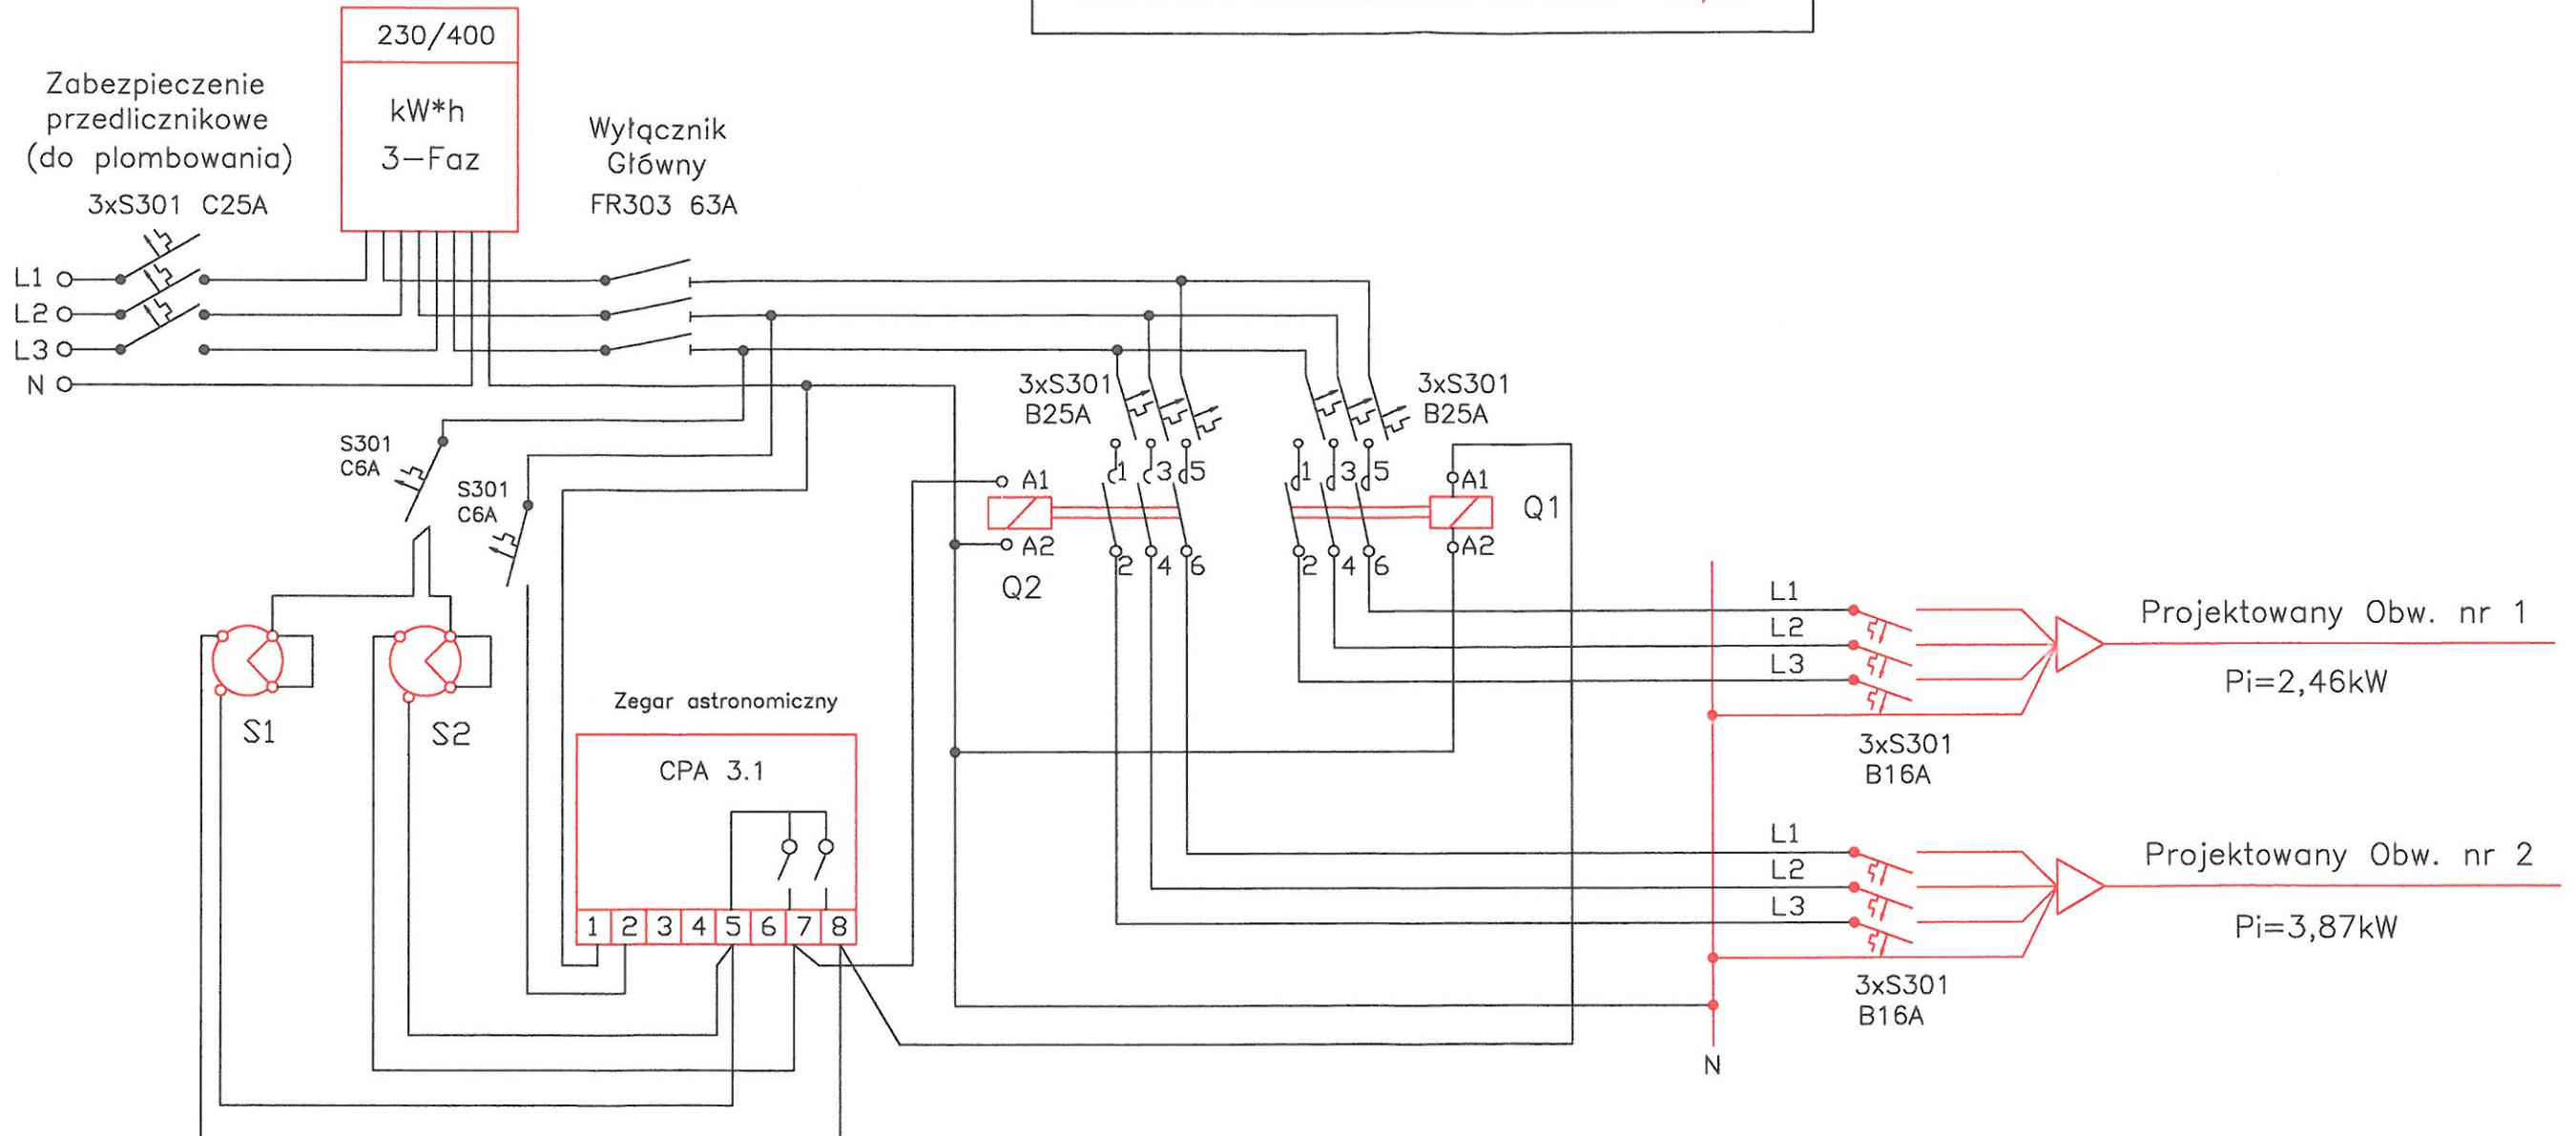 230/400
kW*h
3-Faz
Zabezpieczenie
przedlicznikowe
(do plombowania)
3xS301 C25A
Wyłącznik
Główny
FR303 63A
L1
L2
L3
N
3xS301
B25A
3xS301
B25A
S301
C6A
S301
C6A
1 3 5
1 3 5
A1
A1
Q1
A2
A2
2 4 6
2 4 6
Q2
L1
L2
L3
Projektowany Obw. nr 1
Pi=2,46kW
3xS301
B16A
S1
S2
Zegar astronomiczny
CPA 3.1
1 2 3 4 5 6 7 8
L1
L2
L3
Projektowany Obw. nr 2
Pi=3,87kW
3xS301
B16A
N